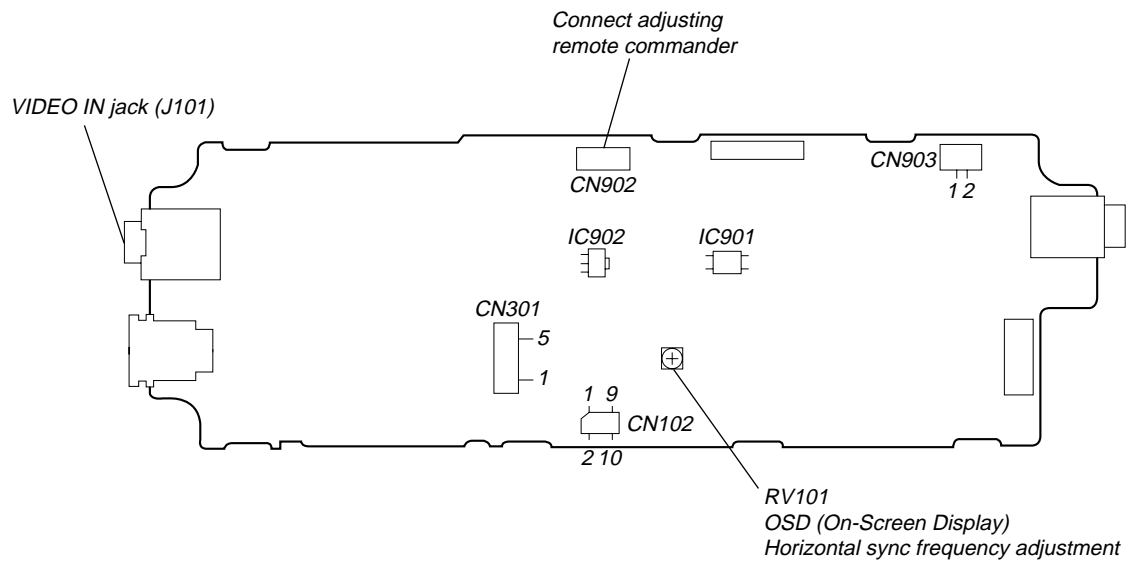 Connect adjusting
remote commander
VIDEO IN jack (J101)
CN902
CN903
1 2
IC902
IC901
CN301
5
1
1 9
CN102
2 10
RV101
OSD (On-Screen Display)
Horizontal sync frequency adjustment